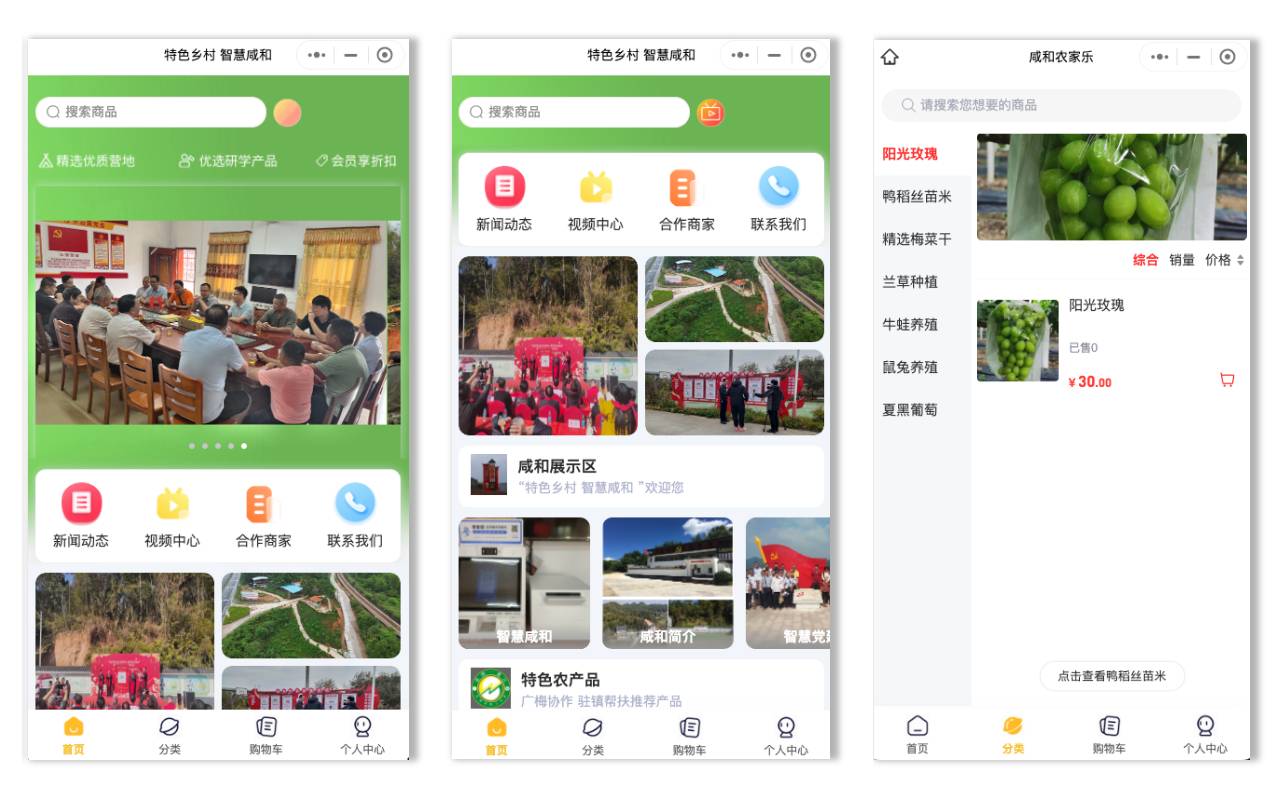 特色乡村 智慧咸和
搜索商品
精选优质营地
优选研学产品
会员享折扣
新闻动态
视频中心
合作商家
联系我们
首页
分类
购物车
个人中心
特色乡村 智慧咸和
搜索商品
新闻动态
视频中心
合作商家
联系我们
咸和展示区
“特色乡村 智慧咸和 ”欢迎您
智慧咸和
咸和简介
智慧党
特色农产品
广梅协作 驻镇帮扶推荐产品
首页
分类
购物车
个人中心
咸和农家乐
请搜索您想要的商品
阳光玫瑰
鸭稻丝苗米
精选梅菜干
兰草种植
牛蛙养殖
鼠兔养殖
夏黑葡萄
综合 销量 价格
阳光玫瑰
已售0
¥30.00
点击查看鸭稻丝苗米
首页
分类
购物车
个人中心